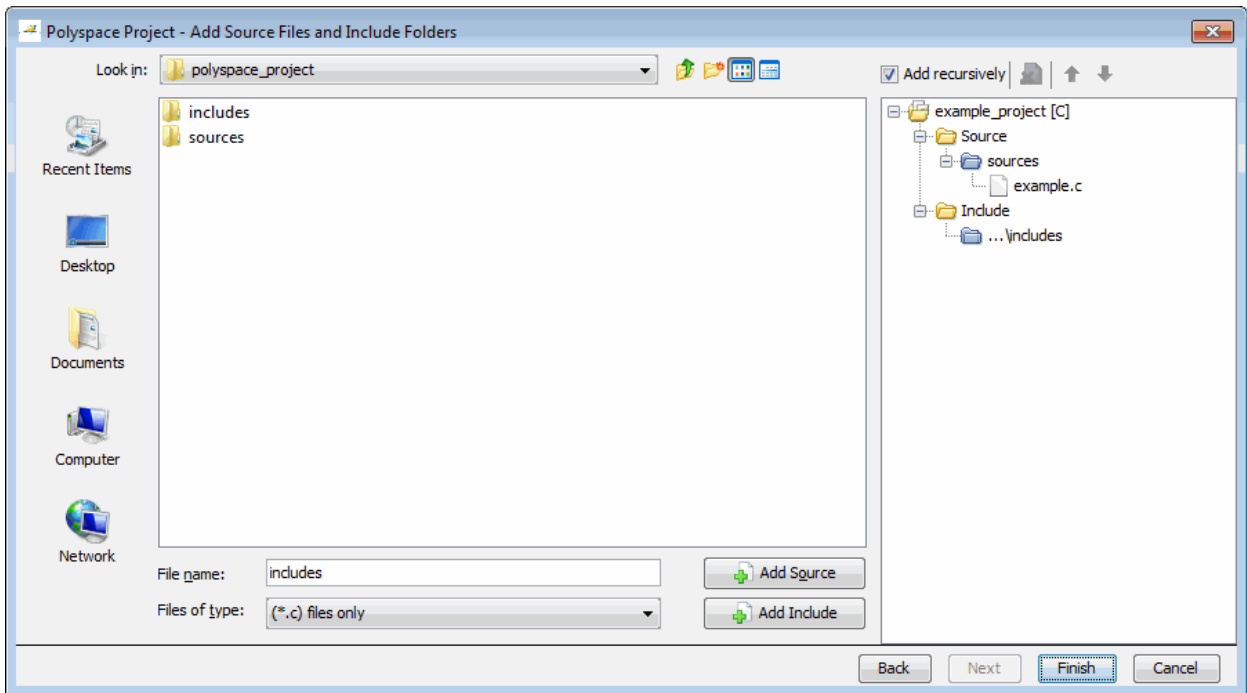 Polyspace Project - Add Source Files and Include Folders
Look in:
polyspace_project
Add recursively
includes
sources
Recent Items
Desktop
Documents
Computer
Network
example_project [C]
Source
sources
example.c
Include
...\includes
File name:
includes
Add Source
Files of type:
(*.c) files only
Add Include
Back
Next
Finish
Cancel